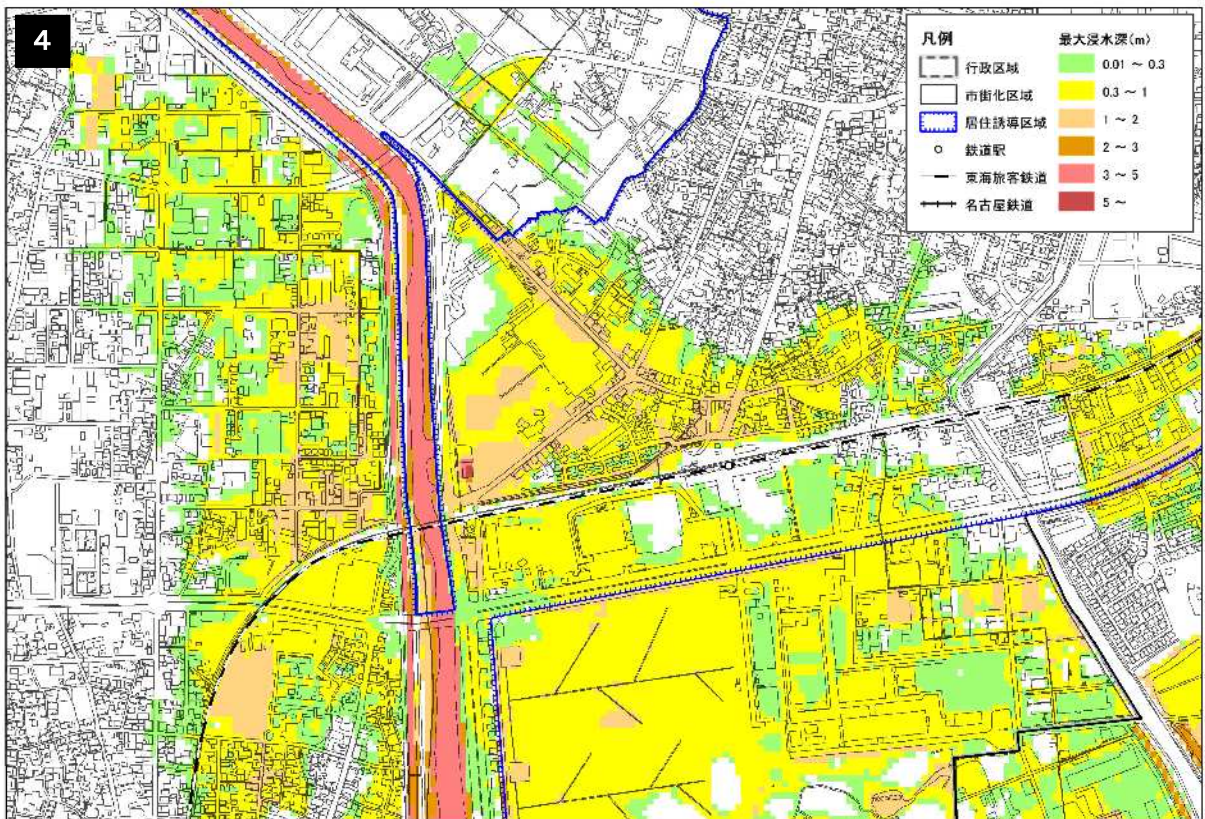 4
凡例
最大浸水深(m)
行政区域
0.01 ～ 0.3
市街化区域
0.3 ～ 1
居住誘導区域
1 ～ 2
鉄道駅
2 ～ 3
東海旅客鉄道
3 ～ 5
名古屋鉄道
5 ～